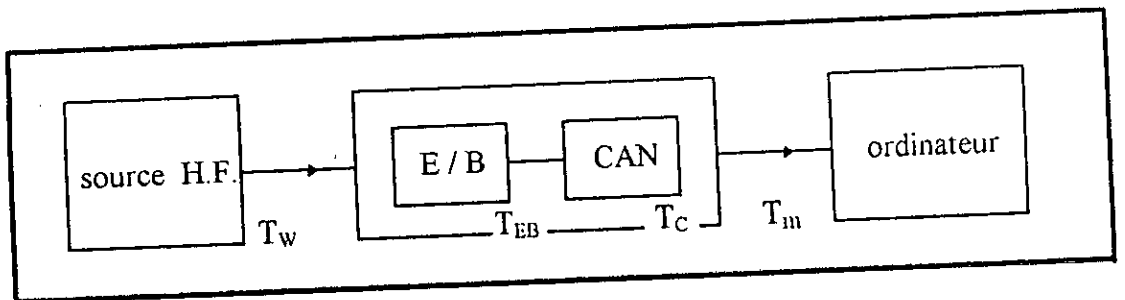 source H.F.
E / B
CAN
ordinateur
T_W
T_EB
T_C
T_m